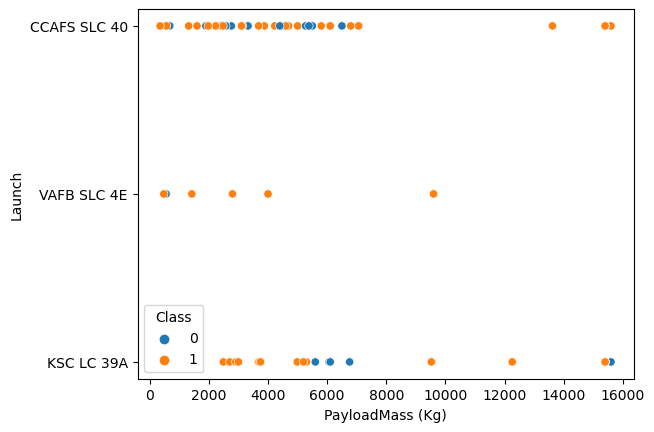 CCAFS SLC 40
VAFB SLC 4E
KSC LC 39A
Launch
Class
0
1
0 2000 4000 6000 8000 10000 12000 14000 16000
PayloadMass (Kg)